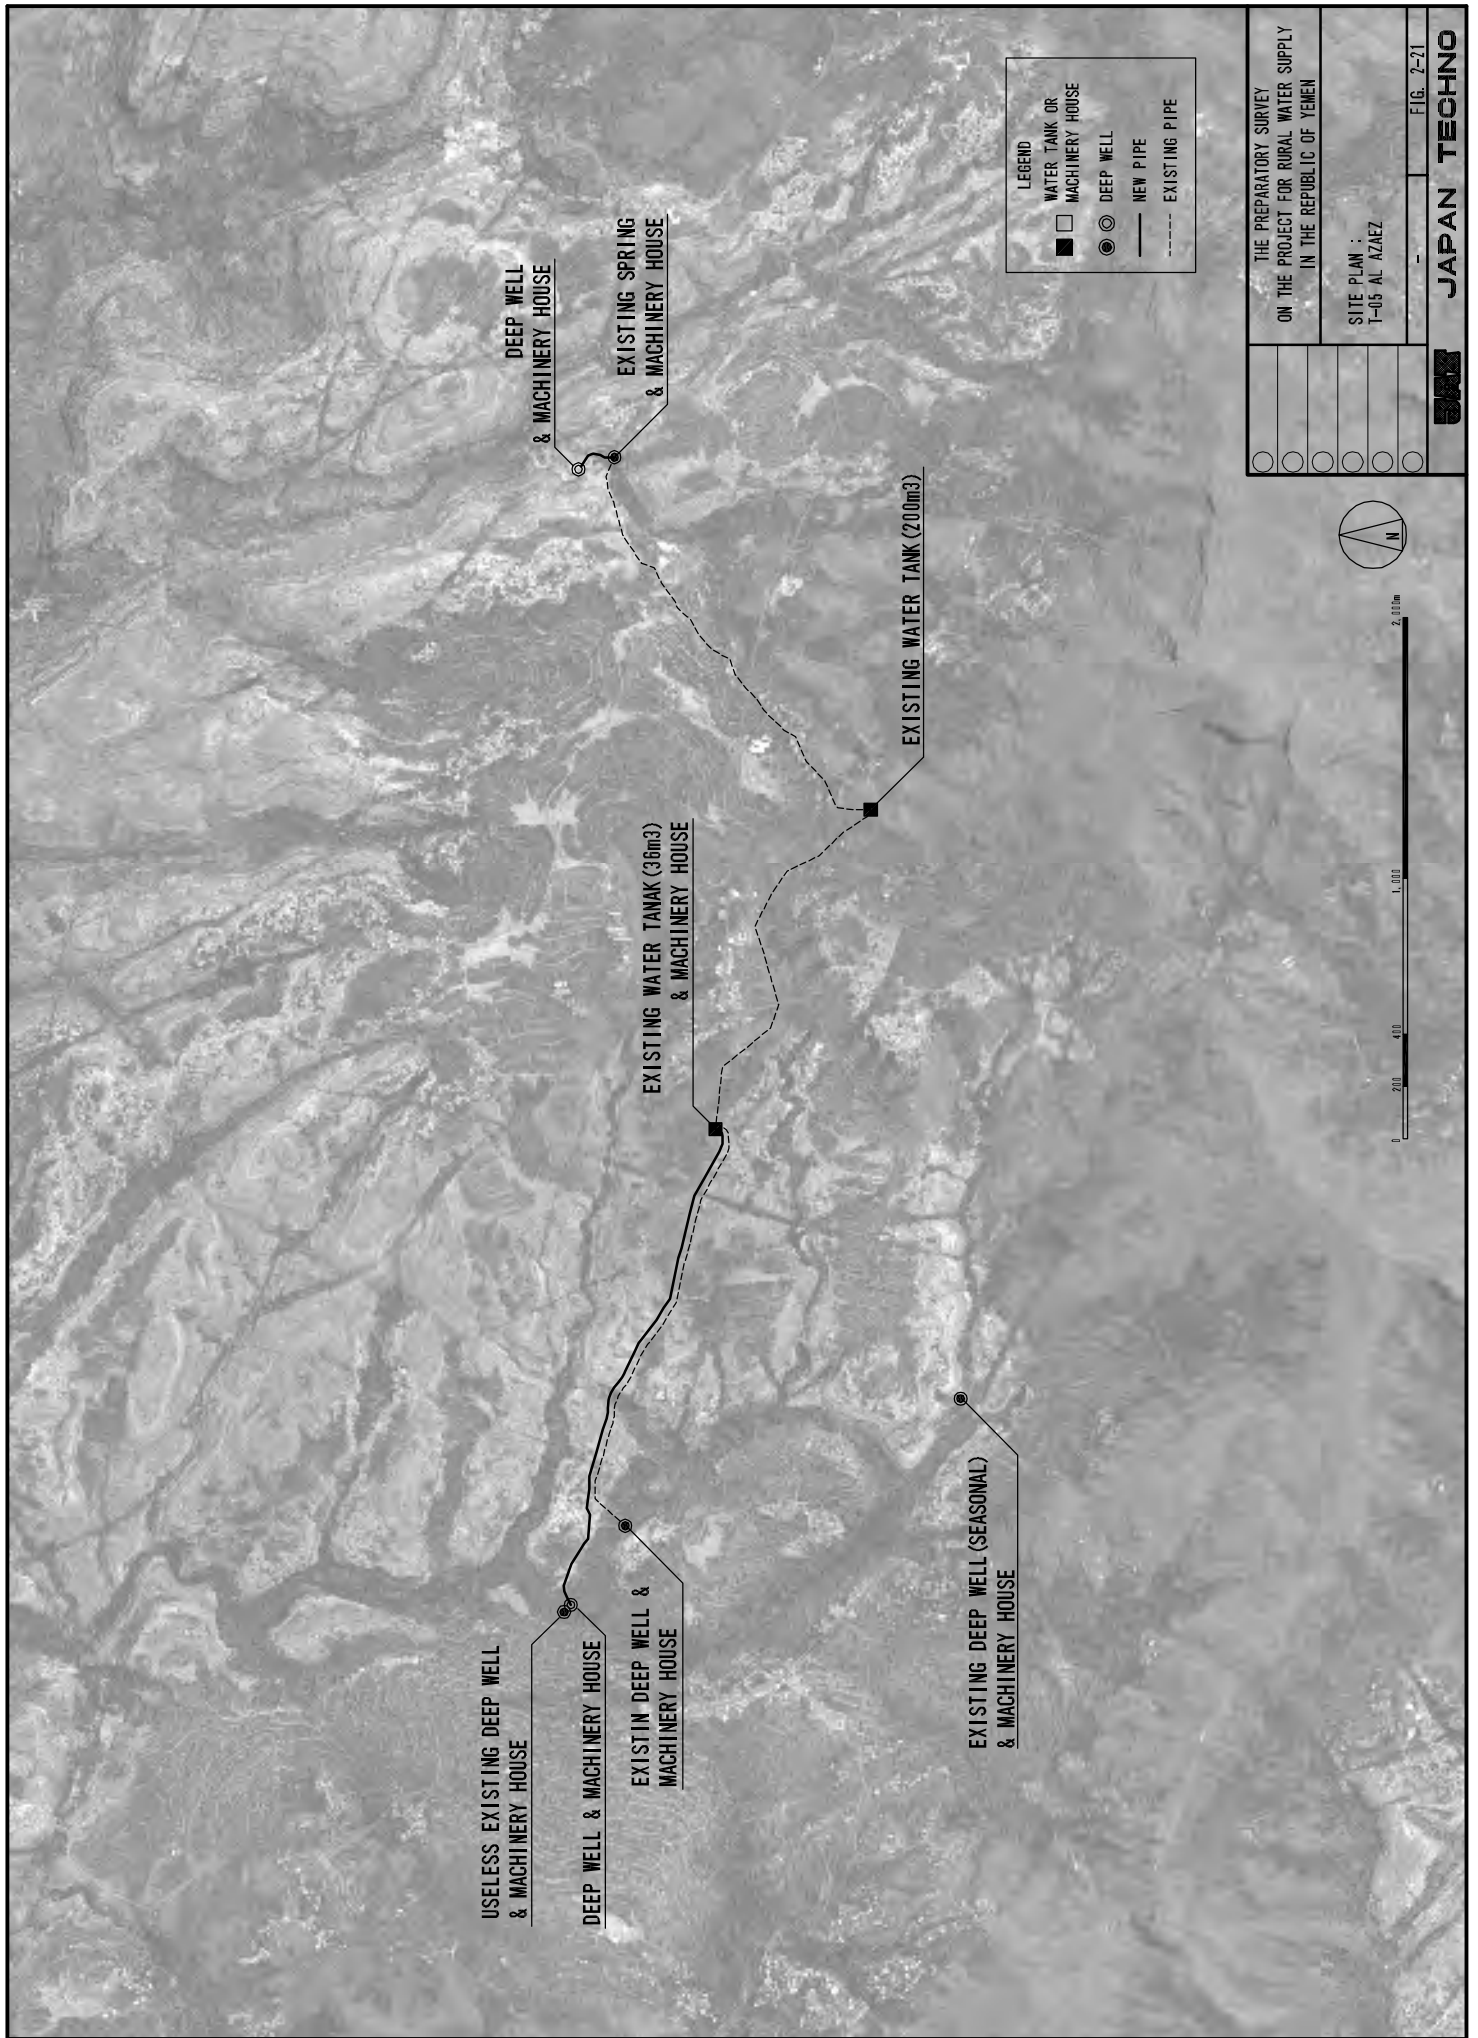 USELESS EXISTING DEEP WELL
& MACHINERY HOUSE
DEEP WELL & MACHINERY HOUSE
EXISTIN DEEP WELL &
MACHINERY HOUSE
EXISTING DEEP WELL(SEASONAL)
& MACHINERY HOUSE
EXISTING WATER TANAK(36m3)
& MACHINERY HOUSE
EXISTING WATER TANK(200m3)
DEEP WELL
& MACHINERY HOUSE
EXISTING SPRING
& MACHINERY HOUSE
LEGEND
WATER TANK OR
MACHINERY HOUSE
DEEP WELL
NEW PIPE
EXISTING PIPE
0 200 400 1,000 2,000m
N
THE PREPARATORY SURVEY
ON THE PROJECT FOR RURAL WATER SUPPLY
IN THE REPUBLIC OF YEMEN
SITE PLAN :
T-05 AL AZAEZ
- FIG. 2-21
JAPAN TECHNO